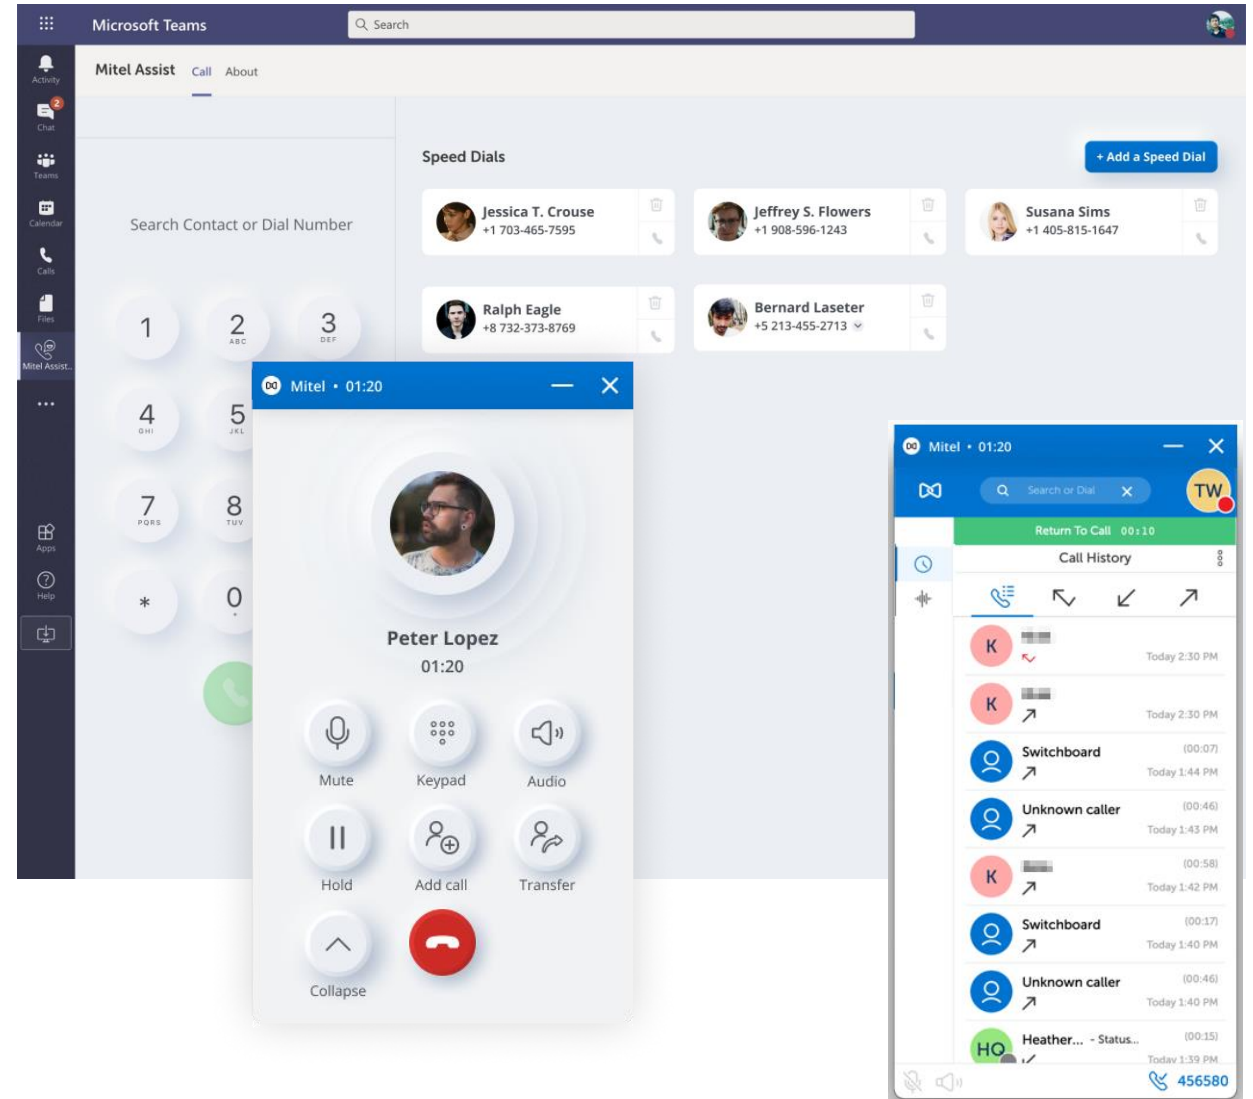 Microsoft Teams
Search
Activity
2
Chat
Teams
Calendar
Calls
Files
Mitel Assist..
Apps
Help
Mitel Assist Call About
Search Contact or Dial Number
1
2 ABC
3 DEF
4 GHI
5 JKL
7 PQRS
8 TUV
*
0
+
Speed Dials
+ Add a Speed Dial
Jessica T. Crouse
+1 703-465-7595
Jeffrey S. Flowers
+1 908-596-1243
Susana Sims
+1 405-815-1647
Ralph Eagle
+8 732-373-8769
Bernard Laseter
+5 213-455-2713
Mitel • 01:20
Peter Lopez
01:20
Mute Keypad Audio
Hold Add call Transfer
Collapse
Mitel • 01:20
Search or Dial
TW
Return To Call 00:10
Call History
K
Today 2:30 PM
K
Today 2:30 PM
Switchboard (00:07)
Today 1:44 PM
Unknown caller (00:46)
Today 1:43 PM
K (00:58)
Today 1:42 PM
Switchboard (00:17)
Today 1:40 PM
Unknown caller (00:46)
Today 1:40 PM
HQ Heather... - Status... (00:15)
Today 1:39 PM
456580